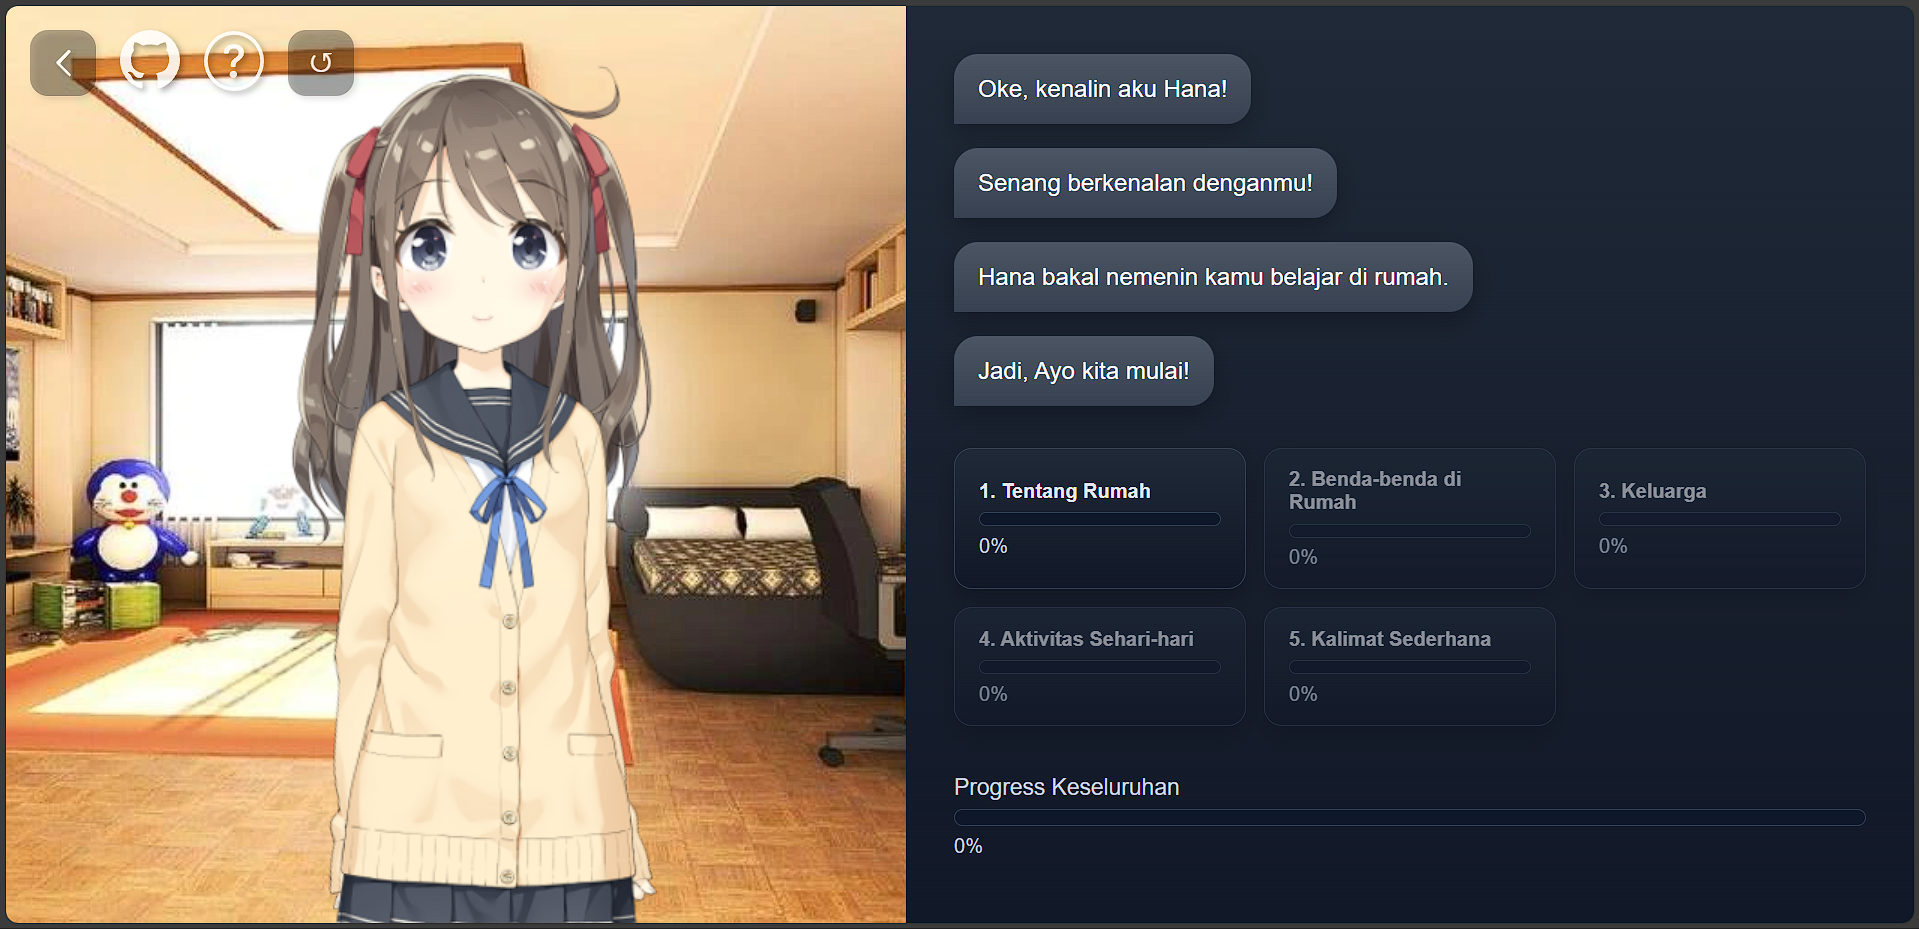 Oke, kenalin aku Hana!
Senang berkenalan denganmu!
Hana bakal nemenin kamu belajar di rumah.
Jadi, Ayo kita mulai!
1. Tentang Rumah
0%
2. Benda-benda di
Rumah
0%
3. Keluarga
0%
4. Aktivitas Sehari-hari
0%
5. Kalimat Sederhana
0%
Progress Keseluruhan
0%